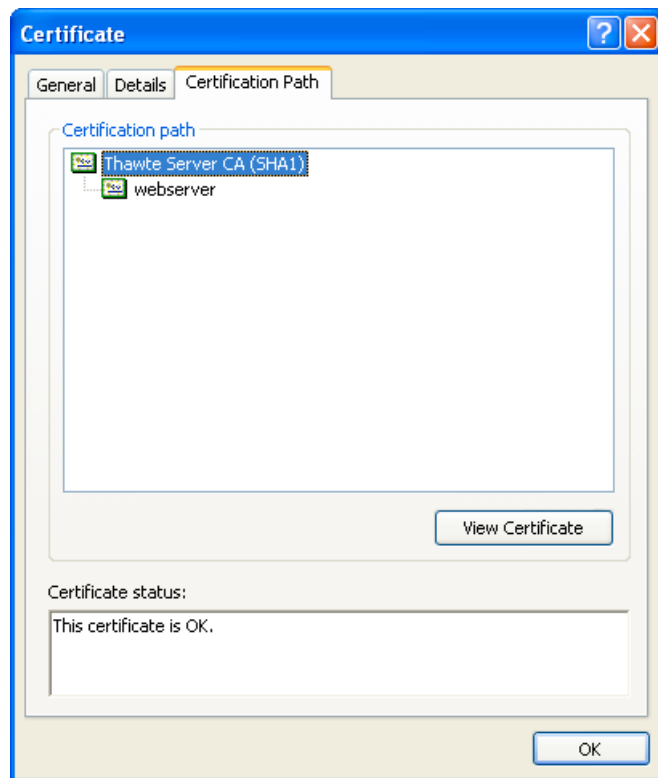 Certificate
General Details Certification Path
Certification path
Thawte Server CA (SHA1)
webserver
View Certificate
Certificate status:
This certificate is OK.
OK